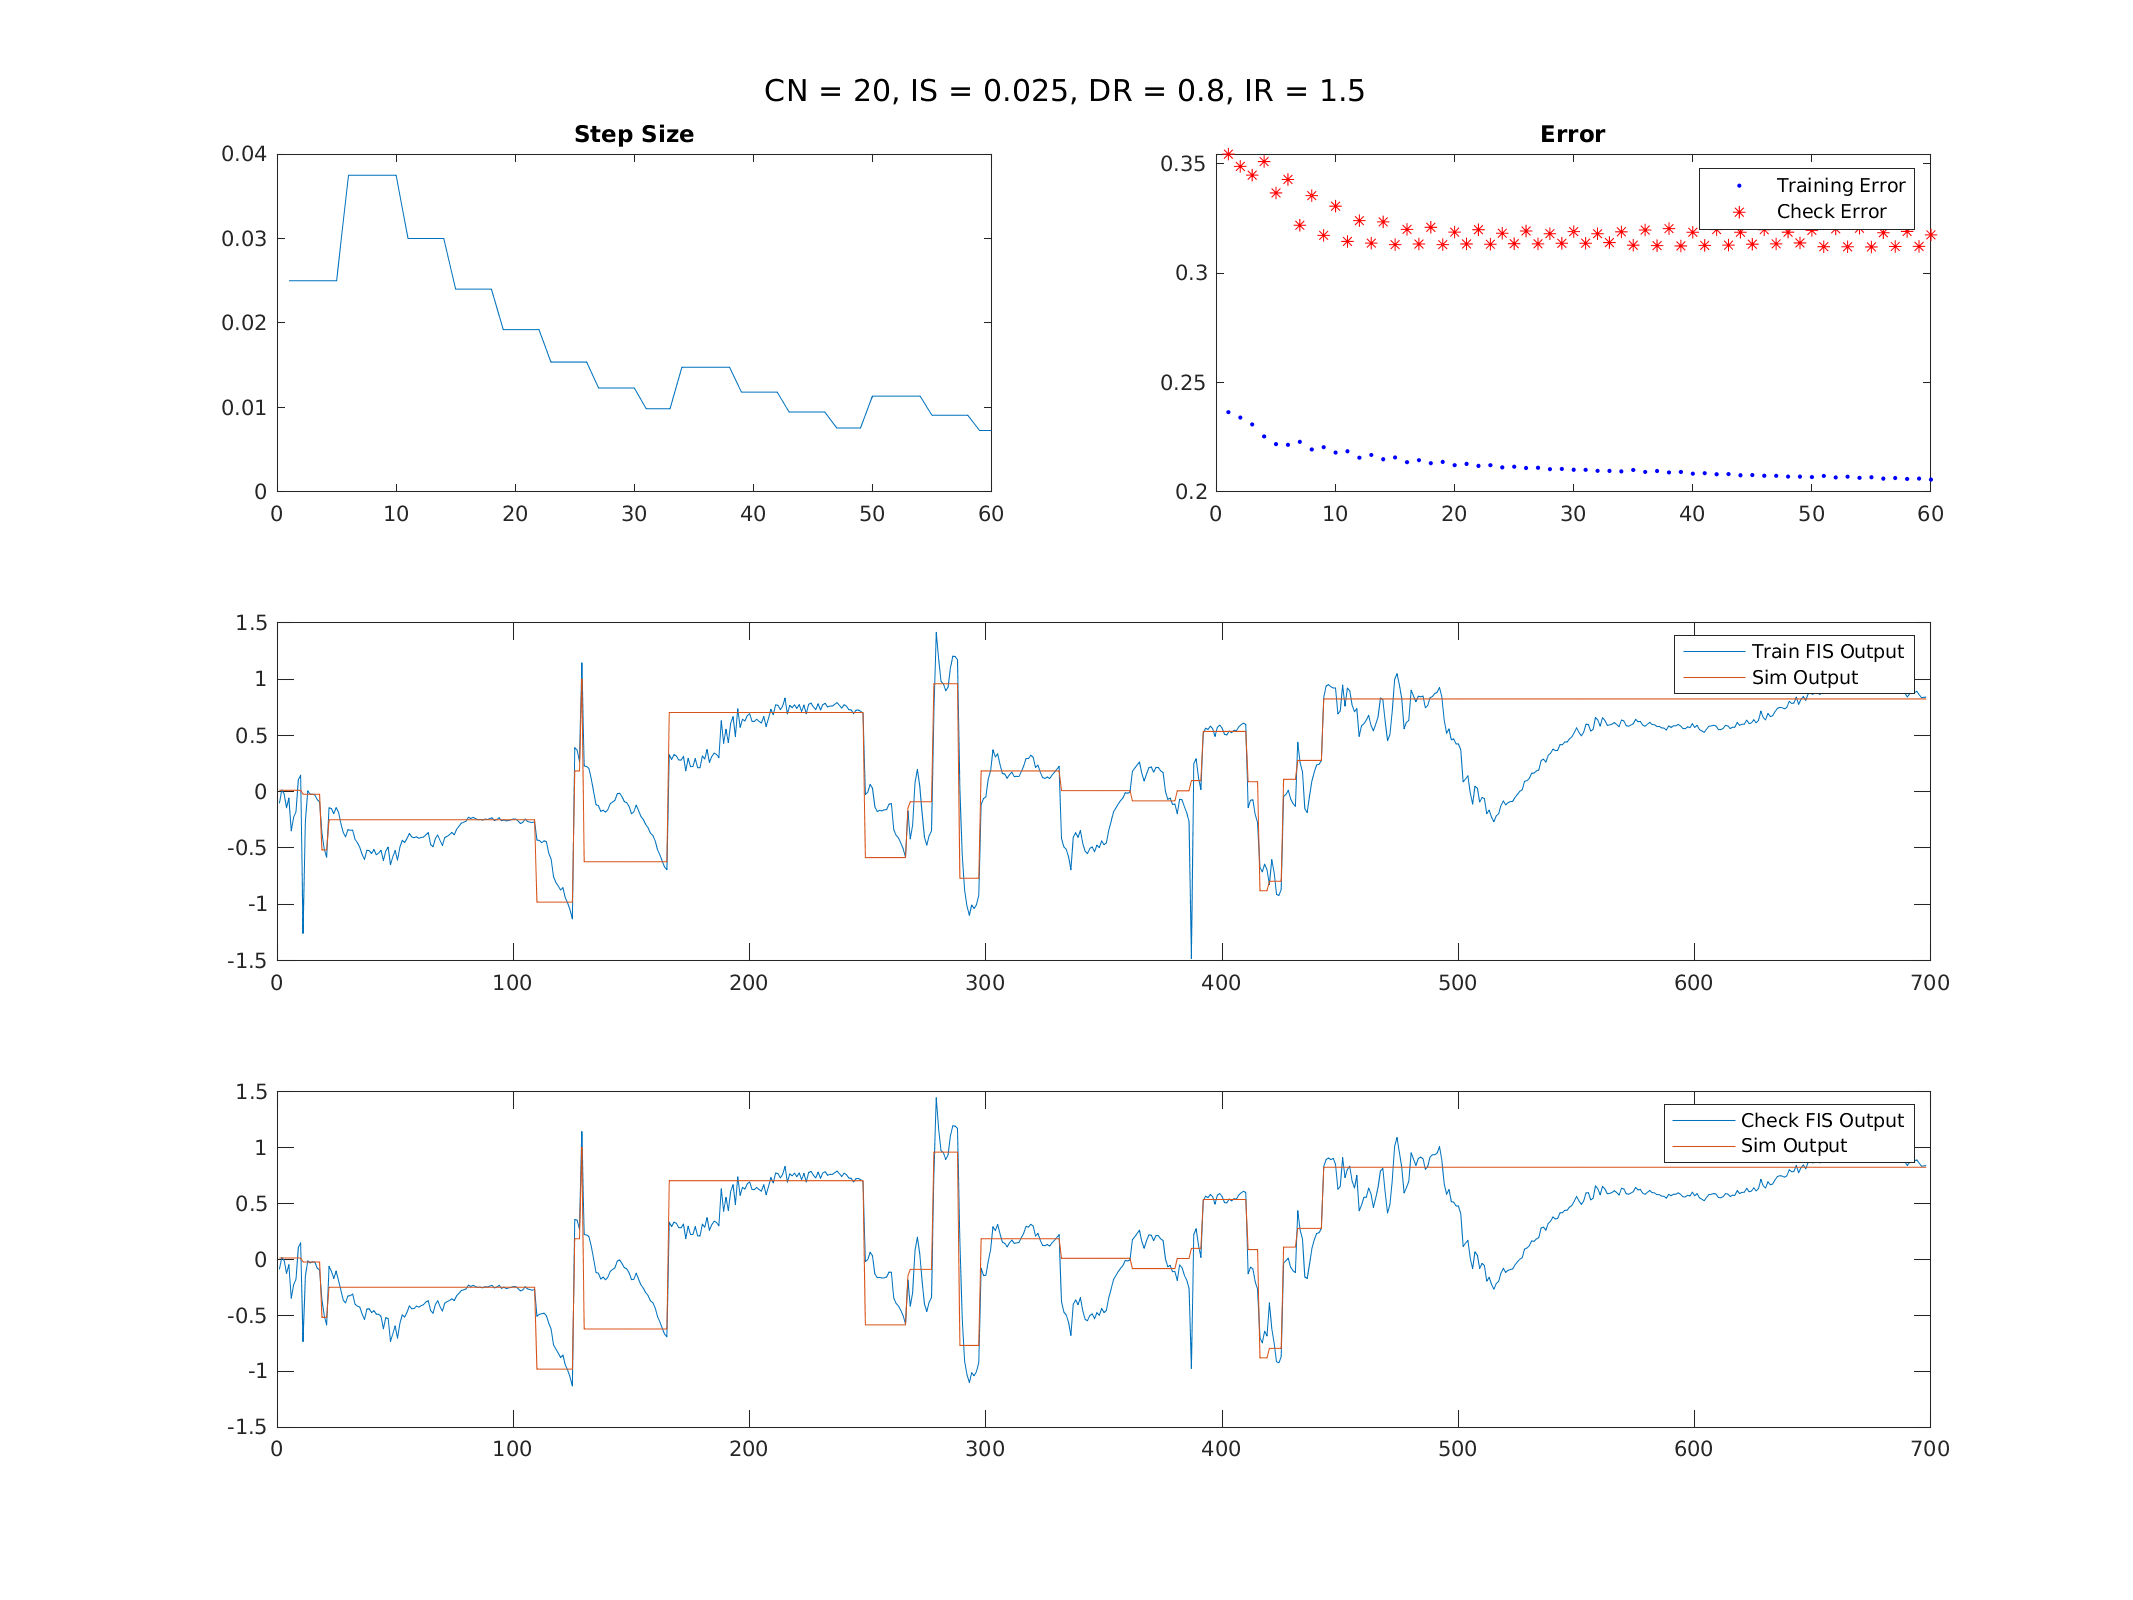 CN = 20, IS = 0.025, DR = 0.8, IR = 1.5
Step Size
0.04
0.03
0.02
0.01
0
0 10 20 30 40 50 60
Error
0.35
0.3
0.25
0.2
0 10 20 30 40 50 60
Training Error
Check Error
1.5
1
0.5
0
-0.5
-1
-1.5
0 100 200 300 400 500 600 700
Train FIS Output
Sim Output
1.5
1
0.5
0
-0.5
-1
-1.5
0 100 200 300 400 500 600 700
Check FIS Output
Sim Output